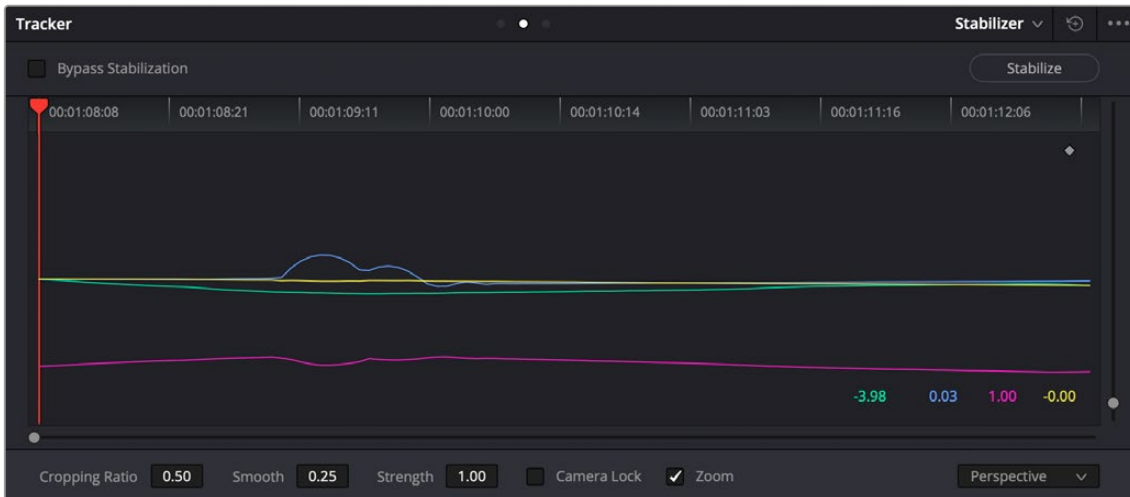 Tracker Stabilizer
Bypass Stabilization Stabilize
00:01:08:08 00:01:08:21 00:01:09:11 00:01:10:00 00:01:10:14 00:01:11:03 00:01:11:16 00:01:12:06
-3.98 0.03 1.00 -0.00
Cropping Ratio 0.50 Smooth 0.25 Strength 1.00 Camera Lock Zoom Perspective